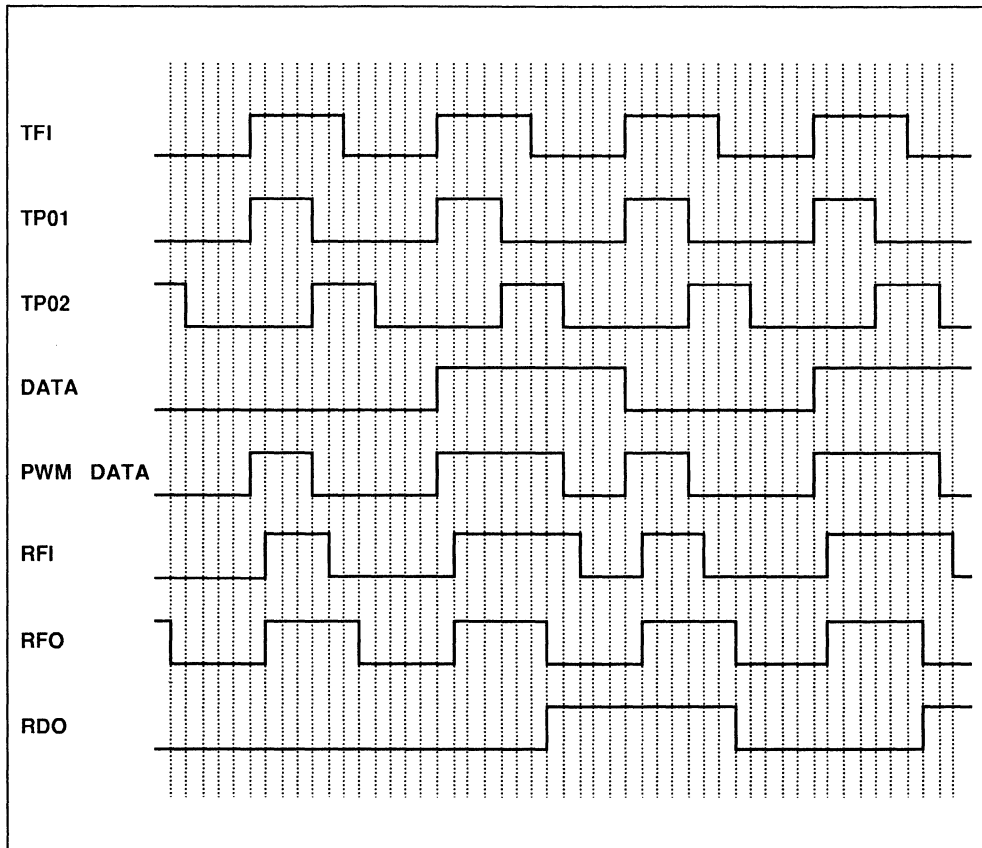 TFI
TP01
TP02
DATA
PWM DATA
RFI
RFO
RDO